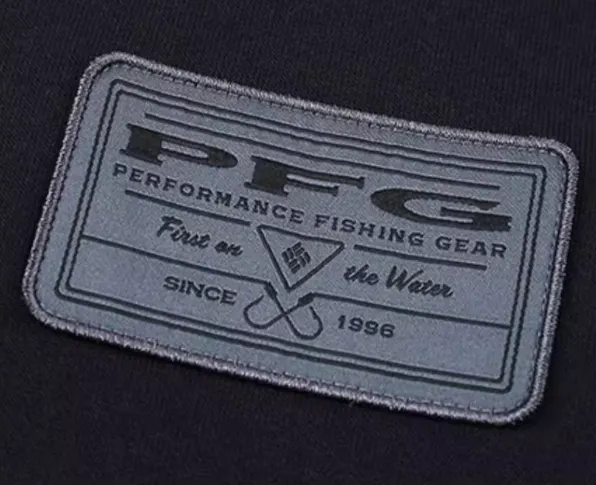 PFG
PERFORMANCE FISHING GEAR
First on the Water
SINCE 1996